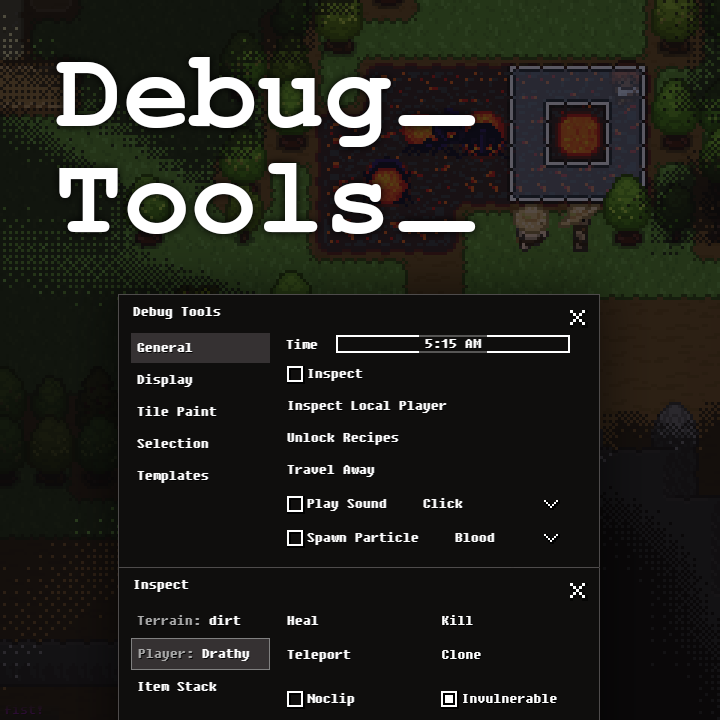 Debug_
Tools_
Debug Tools
General
Display
Tile Paint
Selection
Templates
Time 5:15 AM
Inspect
Inspect Local Player
Unlock Recipes
Travel Away
Play Sound Click
Spawn Particle Blood
Inspect
Terrain: dirt Heal Kill
Player: Drathy Teleport Clone
Item Stack
Noclip Invulnerable